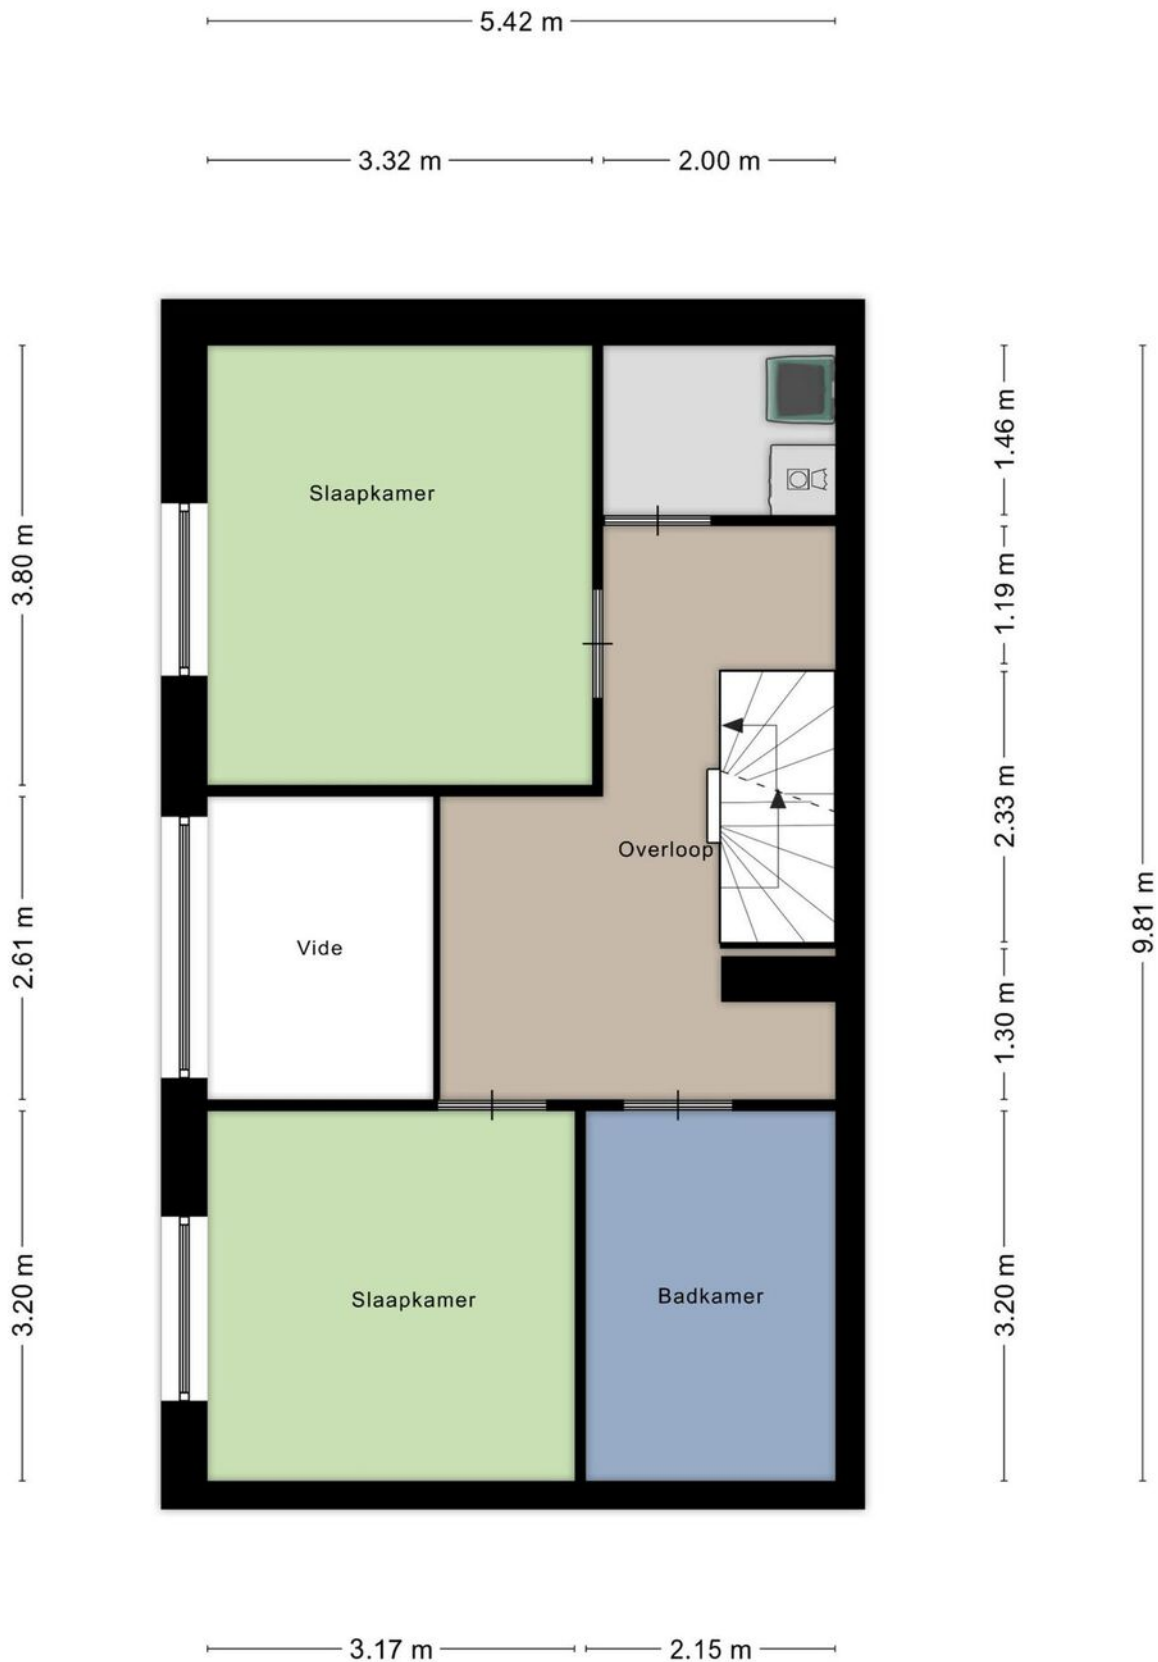 5.42 m
3.32 m
2.00 m
1.46 m
Slaapkamer
3.80 m
1.19 m
2.33 m
Overloop
9.81 m
2.61 m
Vide
1.30 m
3.20 m
Slaapkamer
Badkamer
3.20 m
3.17 m
2.15 m